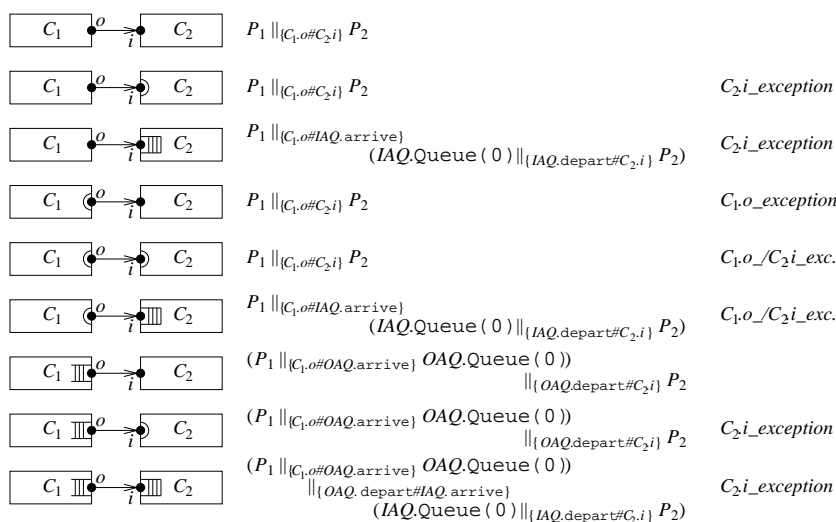 C₁ o i C₂ P₁ ||{C₁.o#C₂.i} P₂
C₁ o i C₂ P₁ ||{C₁.o#C₂.i} P₂ C₂.i_exception
C₁ o i C₂ P₁ ||{C₁.o#IAQ.arrive}
(IAQ.Queue(0)||{IAQ.depart#C₂.i} P₂) C₂.i_exception
C₁ o i C₂ P₁ ||{C₁.o#C₂.i} P₂ C₁.o_exception
C₁ o i C₂ P₁ ||{C₁.o#C₂.i} P₂ C₁.o_/C₂.i_exc.
C₁ o i C₂ P₁ ||{C₁.o#IAQ.arrive}
(IAQ.Queue(0)||{IAQ.depart#C₂.i} P₂) C₁.o_/C₂.i_exc.
C₁ o i C₂ (P₁ ||{C₁.o#OAQ.arrive} OAQ.Queue(0))
||{OAQ.depart#C₂.i} P₂
C₁ o i C₂ (P₁ ||{C₁.o#OAQ.arrive} OAQ.Queue(0))
||{OAQ.depart#C₂.i} P₂ C₂.i_exception
C₁ o i C₂ (P₁ ||{C₁.o#OAQ.arrive} OAQ.Queue(0))
||{OAQ.depart#IAQ.arrive}
(IAQ.Queue(0)||{IAQ.depart#C₂.i} P₂) C₂.i_exception